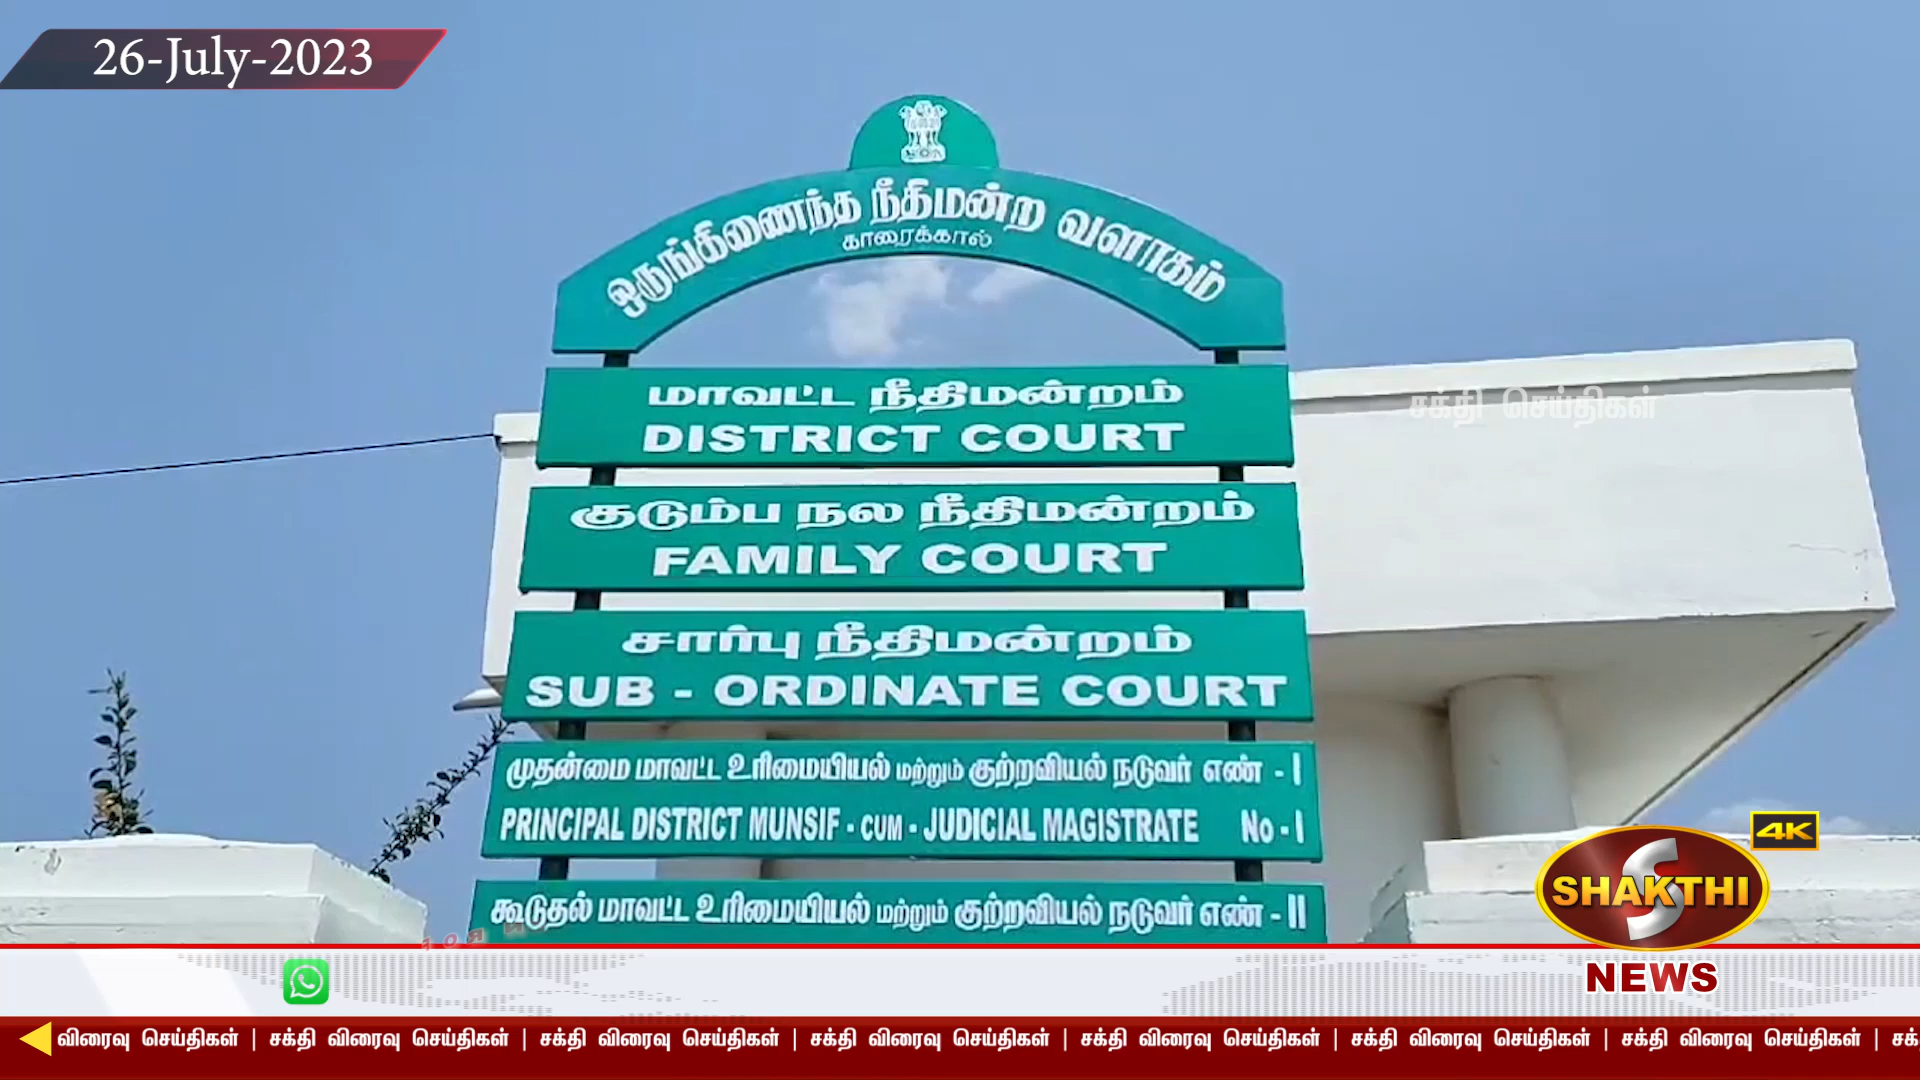 26-July-2023
ஒருங்கிணைந்த நீதிமன்ற வளாகம்
காரைக்கால்
மாவட்ட நீதிமன்றம்
DISTRICT COURT
சக்தி செய்திகள்
குடும்ப நல நீதிமன்றம்
FAMILY COURT
சார்பு நீதிமன்றம்
SUB - ORDINATE COURT
முதன்மை மாவட்ட உரிமையியல் மற்றும் குற்றவியல் நடுவர் எண் - I
PRINCIPAL DISTRICT MUNSIF - CUM - JUDICIAL MAGISTRATE No - I
4K
SHAKTHI
கூடுதல் மாவட்ட உரிமையியல் மற்றும் குற்றவியல் நடுவர் எண் - II
NEWS
விரைவு செய்திகள் | சக்தி விரைவு செய்திகள் | சக்தி விரைவு செய்திகள் | சக்தி விரைவு செய்திகள் | சக்தி விரைவு செய்திகள் | சக்தி விரைவு செய்திகள் | சக்தி விரைவு செய்திகள் |